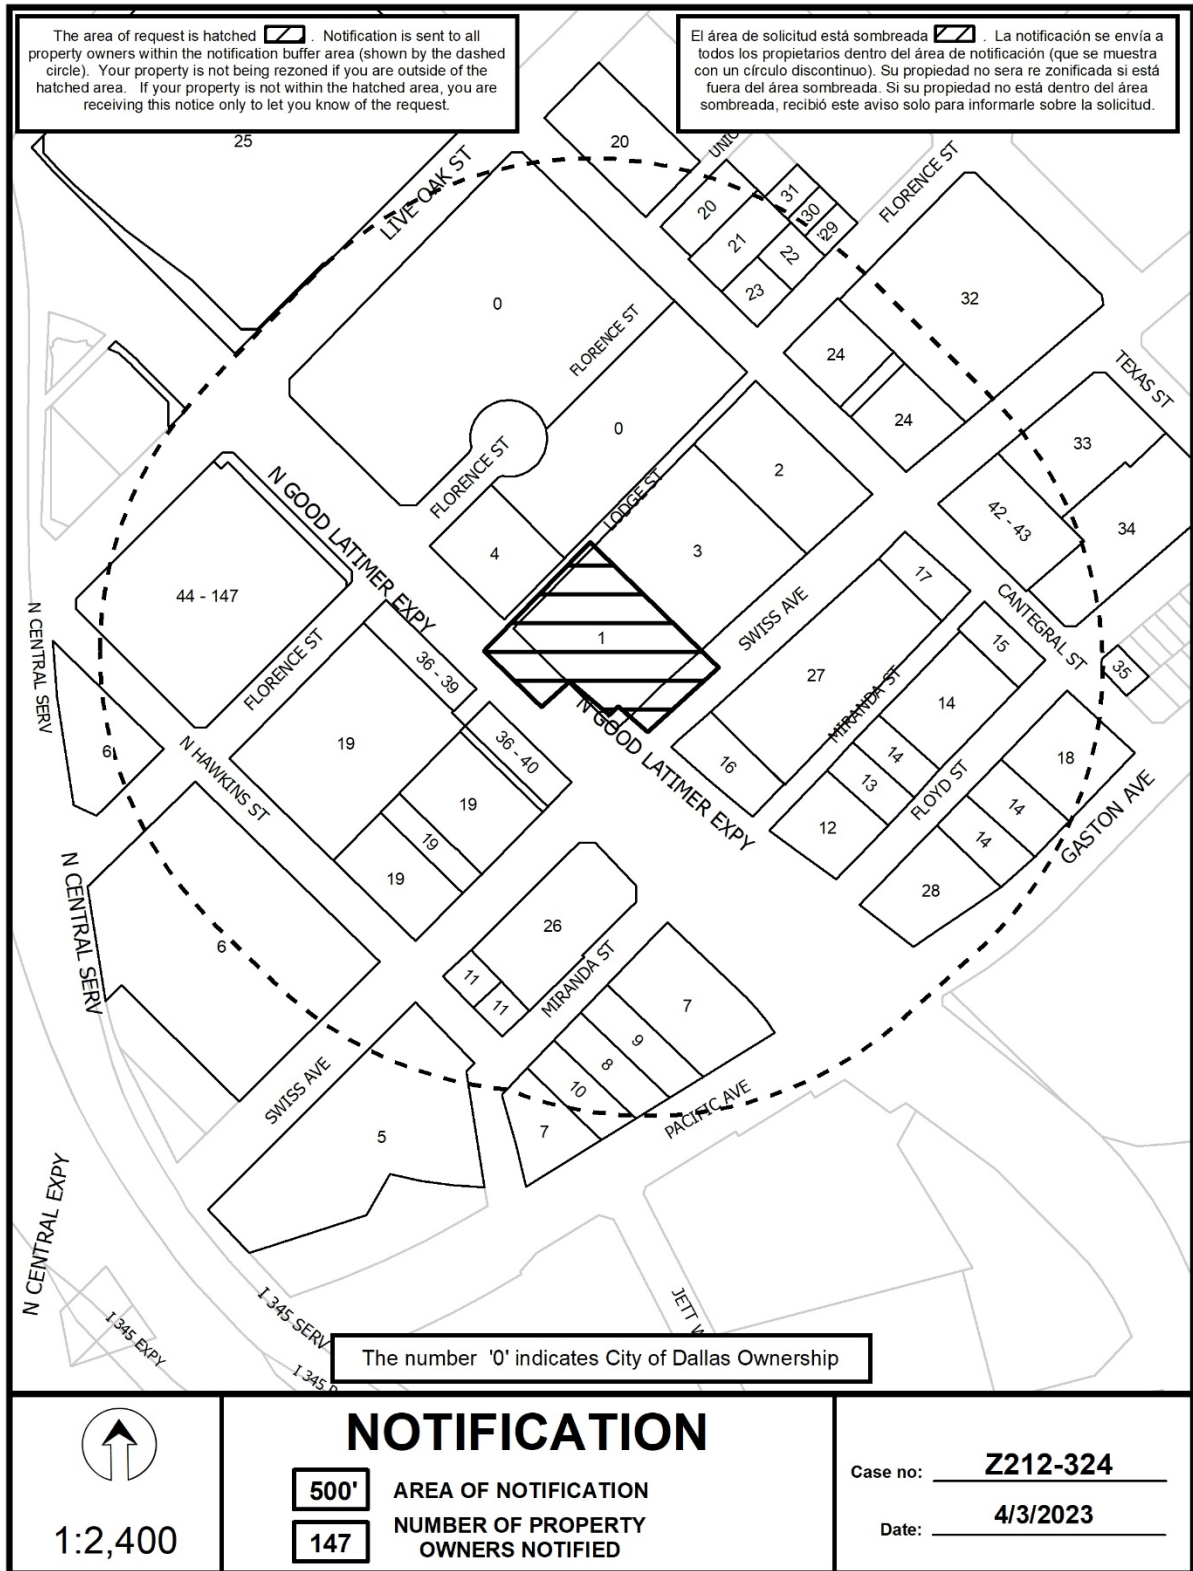 The area of request is hatched . Notification is sent to all
property owners within the notification buffer area (shown by the dashed
circle). Your property is not being rezoned if you are outside of the
hatched area. If your property is not within the hatched area, you are
receiving this notice only to let you know of the request.
El área de solicitud está sombreada . La notificación se envía a
todos los propietarios dentro del área de notificación (que se muestra
con un círculo discontinuo). Su propiedad no sera re zonificada si está
fuera del área sombreada. Si su propiedad no está dentro del área
sombreada, recibió este aviso solo para informarle sobre la solicitud.
25
20
LIVE OAK ST
FLORENCE ST
31
30
29
20
21
22
23
0
32
FLORENCE ST
24
24
TEXAS ST
0
33
2
FLORENCE ST
N GOOD LATIMER EXPY
LODGE ST
42 - 43
34
4
3
17
44 - 147
CANTEGRAL ST
1
SWISS AVE
15
N CENTRAL SERV
FLORENCE ST
36 - 39
27
35
MIRANDA ST
14
N GOOD LATIMER EXPY
6
19
36 - 40
16
14
18
N HAWKINS ST
13
FLOYD ST
14
GASTON AVE
19
12
19
14
19
28
N CENTRAL SERV
6
26
11
11
MIRANDA ST
7
9
8
10
SWISS AVE
PACIFIC AVE
5
7
N CENTRAL EXPY
I 345 EXPY
I 345 SERV
JETT
I 345
The number '0' indicates City of Dallas Ownership
1:2,400
NOTIFICATION
500' AREA OF NOTIFICATION
147 NUMBER OF PROPERTY
OWNERS NOTIFIED
Case no: Z212-324
Date: 4/3/2023